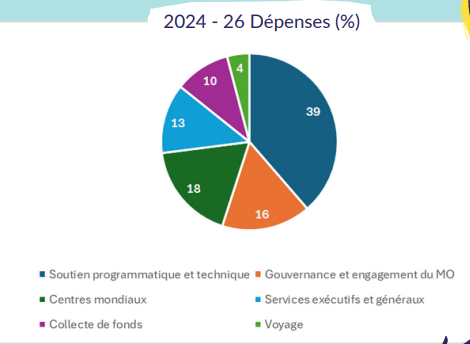 2024 - 26 Dépenses (%)
4
10
39
13
18
16
Soutien programmatique et technique Gouvernance et engagement du MO
Centres mondiaux Services exécutifs et généraux
Collecte de fonds Voyage